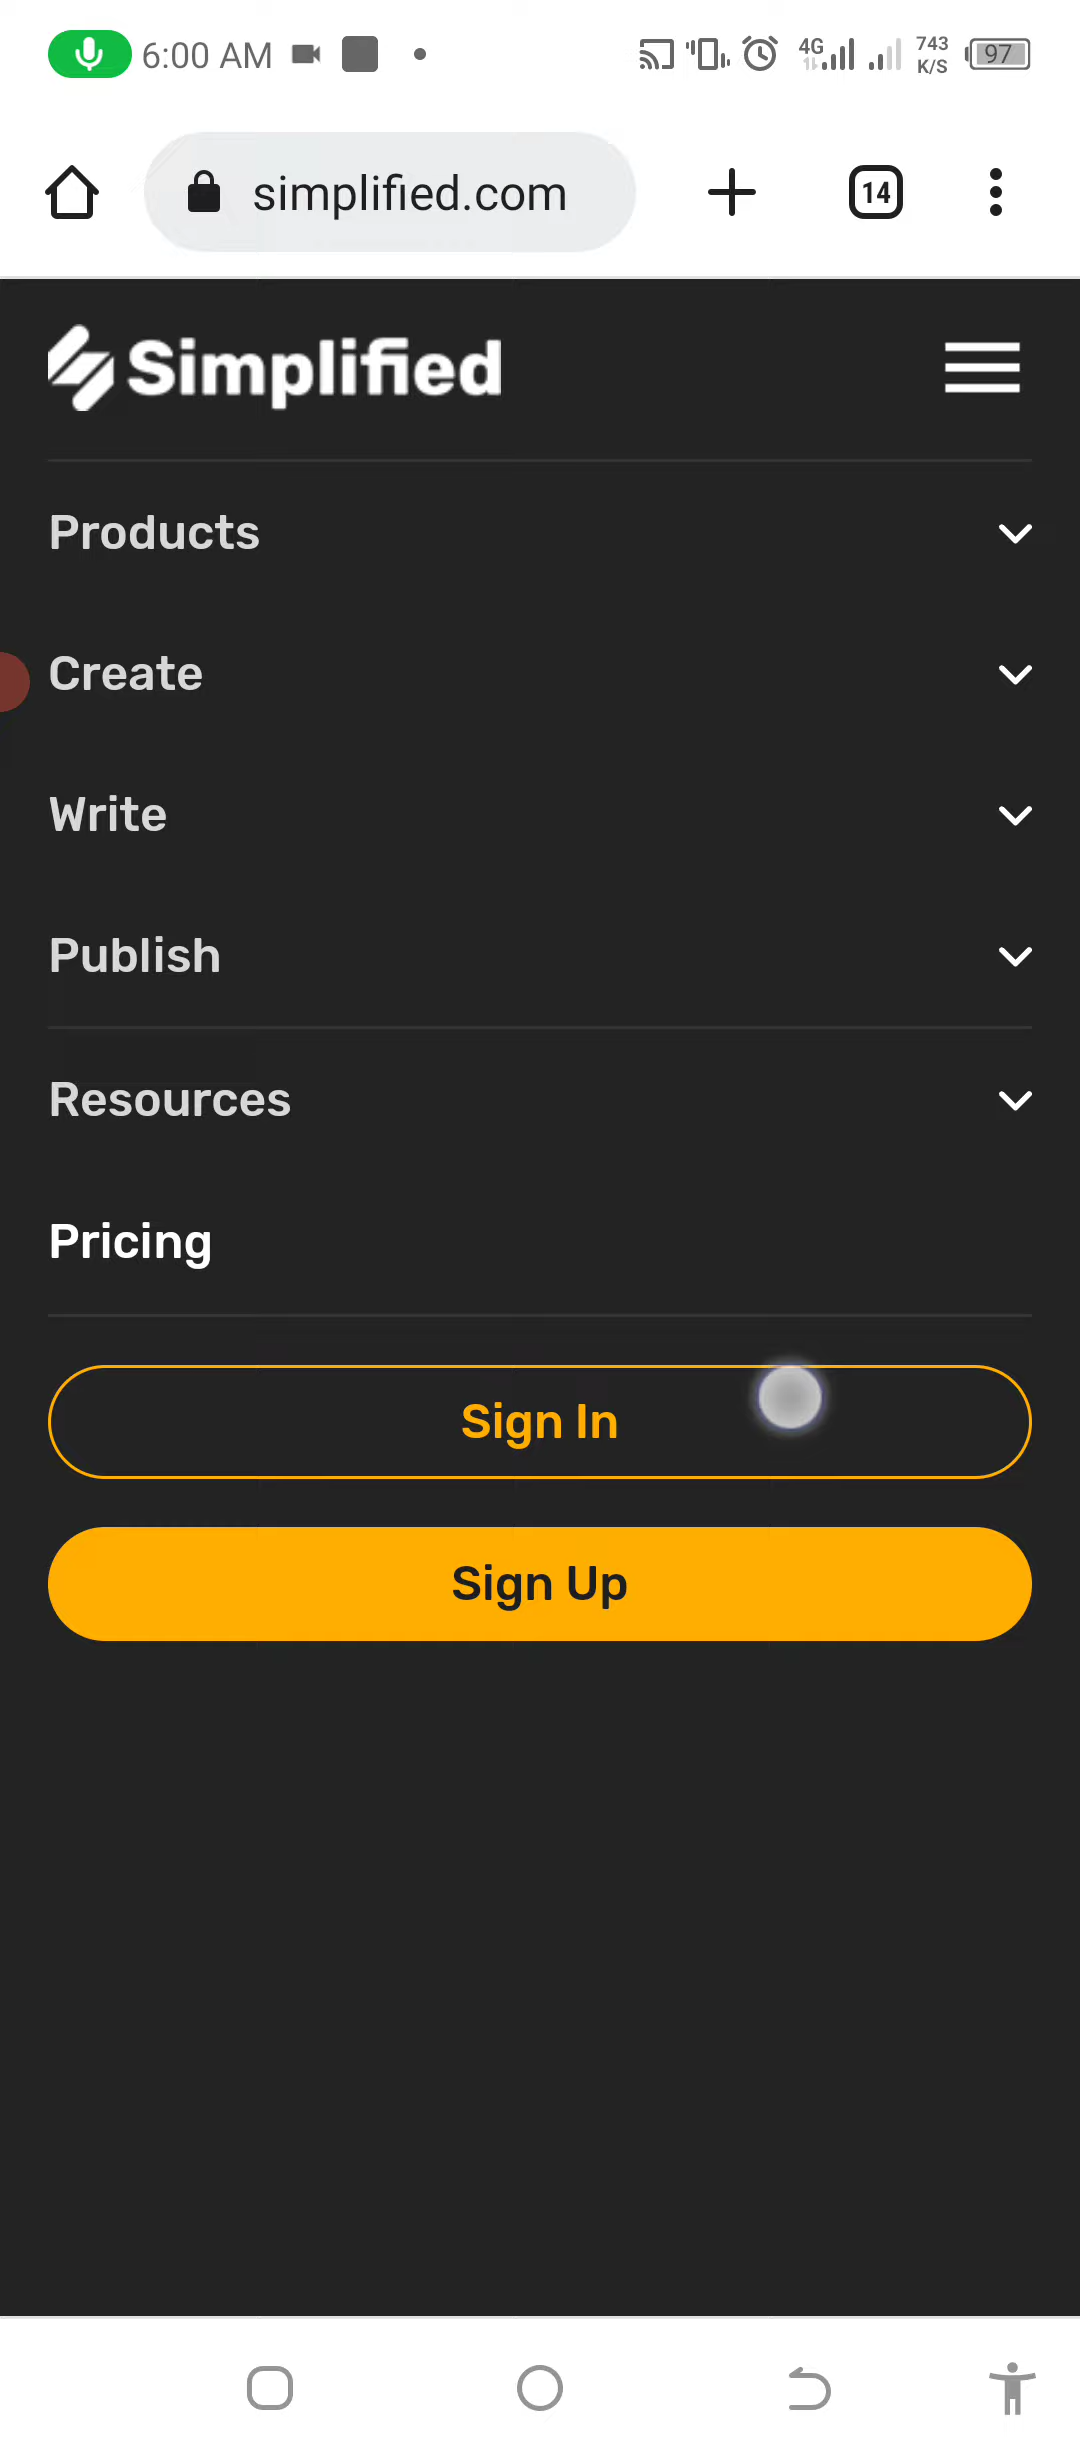 6:00 AM 4G 743 K/S 97
simplified.com 14
Simplified
Products
Create
Write
Publish
Resources
Pricing
Sign In
Sign Up